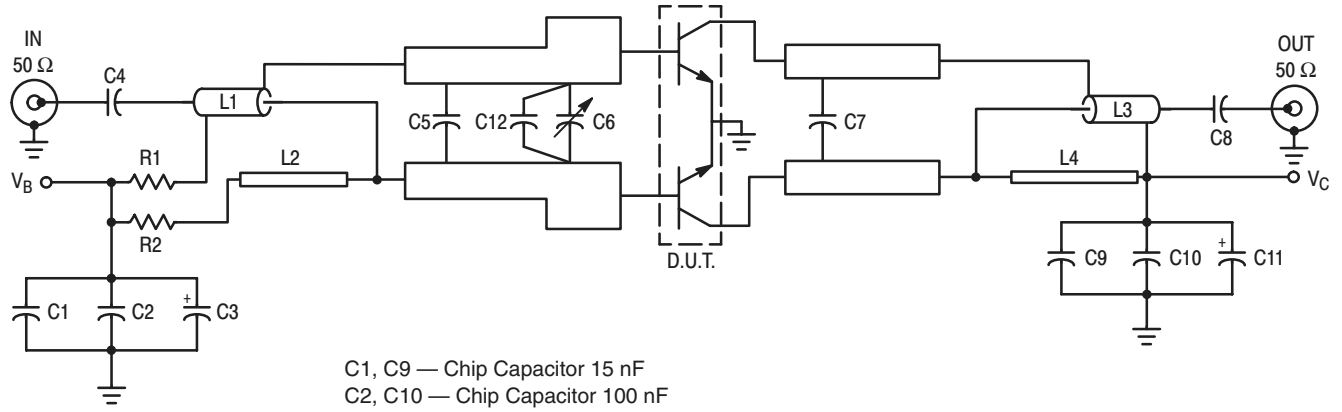 IN
50 Ω
C4
L1
R1
L2
V_B
R2
C1
C2
+
C3
C5
C12
C6
D.U.T.
C7
L3
L4
C8
OUT
50 Ω
V_C
C9
C10
+
C11
C1, C9 — Chip Capacitor 15 nF
C2, C10 — Chip Capacitor 100 nF